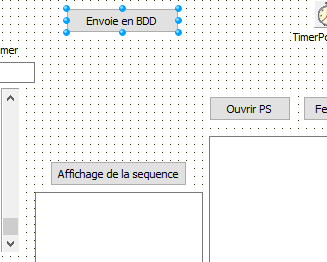 Envoie en BDD
TimerPo
mer
Ouvrir PS
Fe
Affichage de la sequence